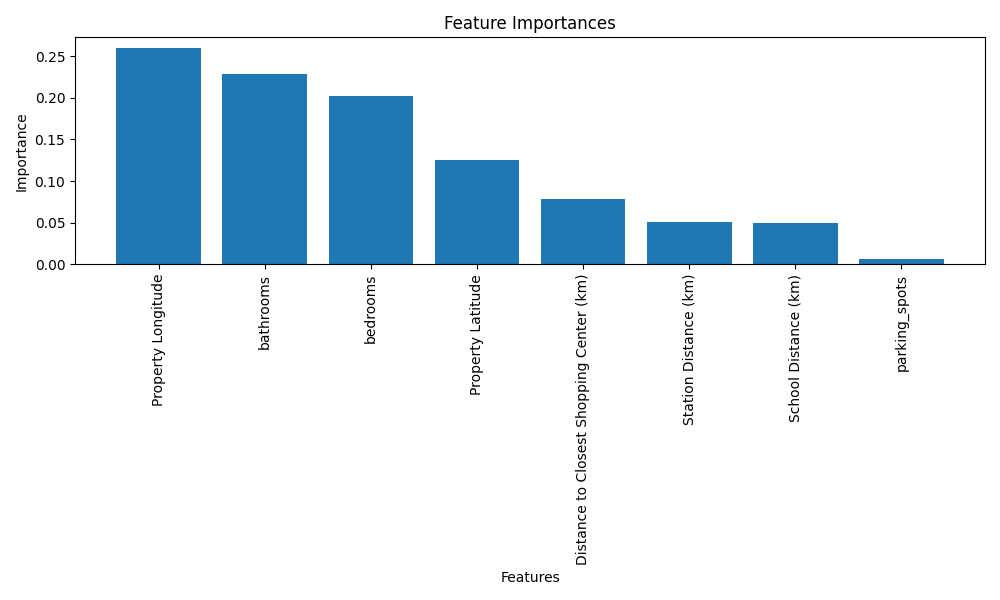 Feature Importances
Importance
0.25
0.20
0.15
0.10
0.05
0.00
Property Longitude
bathrooms
bedrooms
Property Latitude
Distance to Closest Shopping Center (km)
Station Distance (km)
School Distance (km)
parking_spots
Features